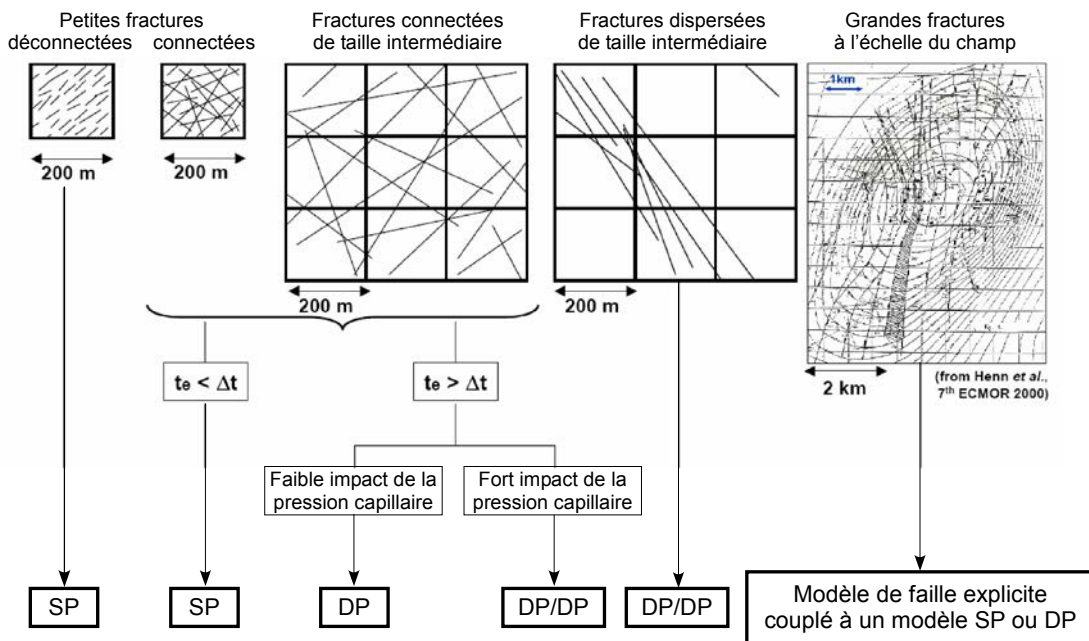 Petites fractures
déconnectées connectées
Fractures connectées
de taille intermédiaire
Fractures dispersées
de taille intermédiaire
Grandes fractures
à l'échelle du champ
1km
200 m
200 m
200 m
200 m
2 km
(from Henn et al.,
7th ECMOR 2000)
te < Δt
te > Δt
Faible impact de la
pression capillaire
Fort impact de la
pression capillaire
SP
SP
DP
DP/DP
DP/DP
Modèle de faille explicite
couplé à un modèle SP ou DP